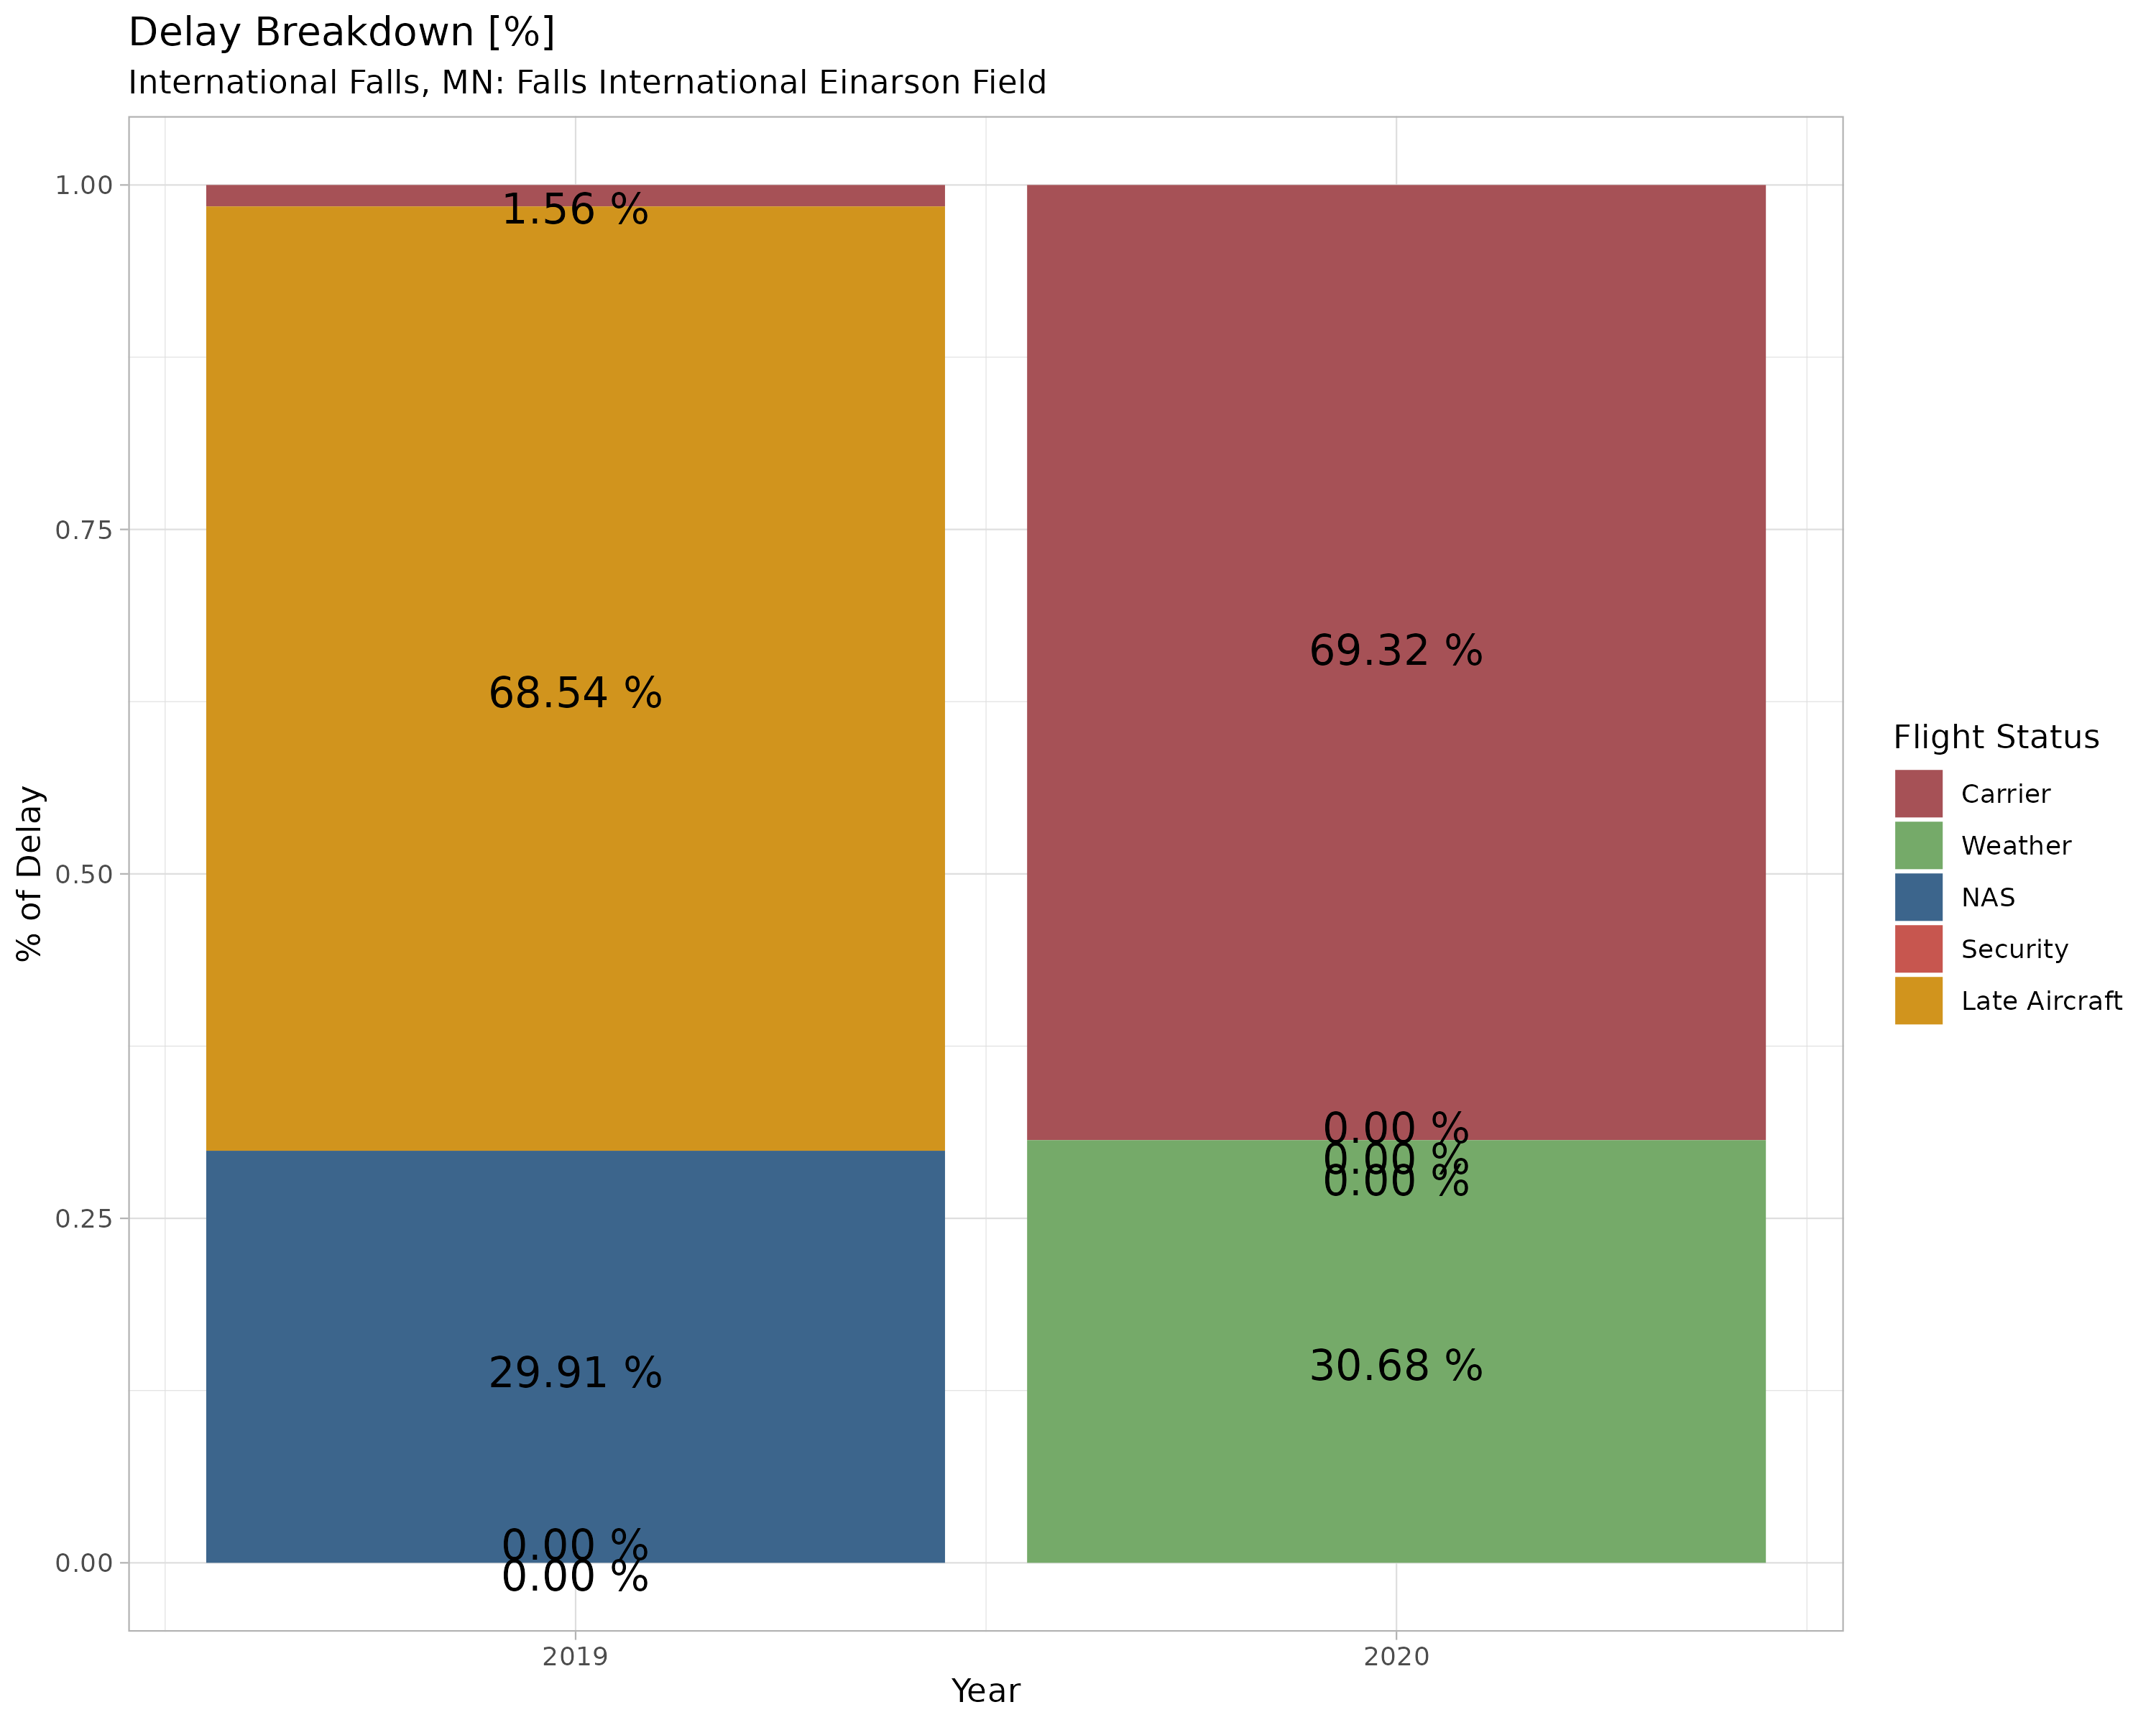 Delay Breakdown [%]
International Falls, MN: Falls International Einarson Field
% of Delay
1.00
0.75
0.50
0.25
0.00
1.56 %
68.54 %
29.91 %
0.00 %
0.00 %
69.32 %
0.00 %
0.00 %
0.00 %
30.68 %
2019
2020
Year
Flight Status
Carrier
Weather
NAS
Security
Late Aircraft